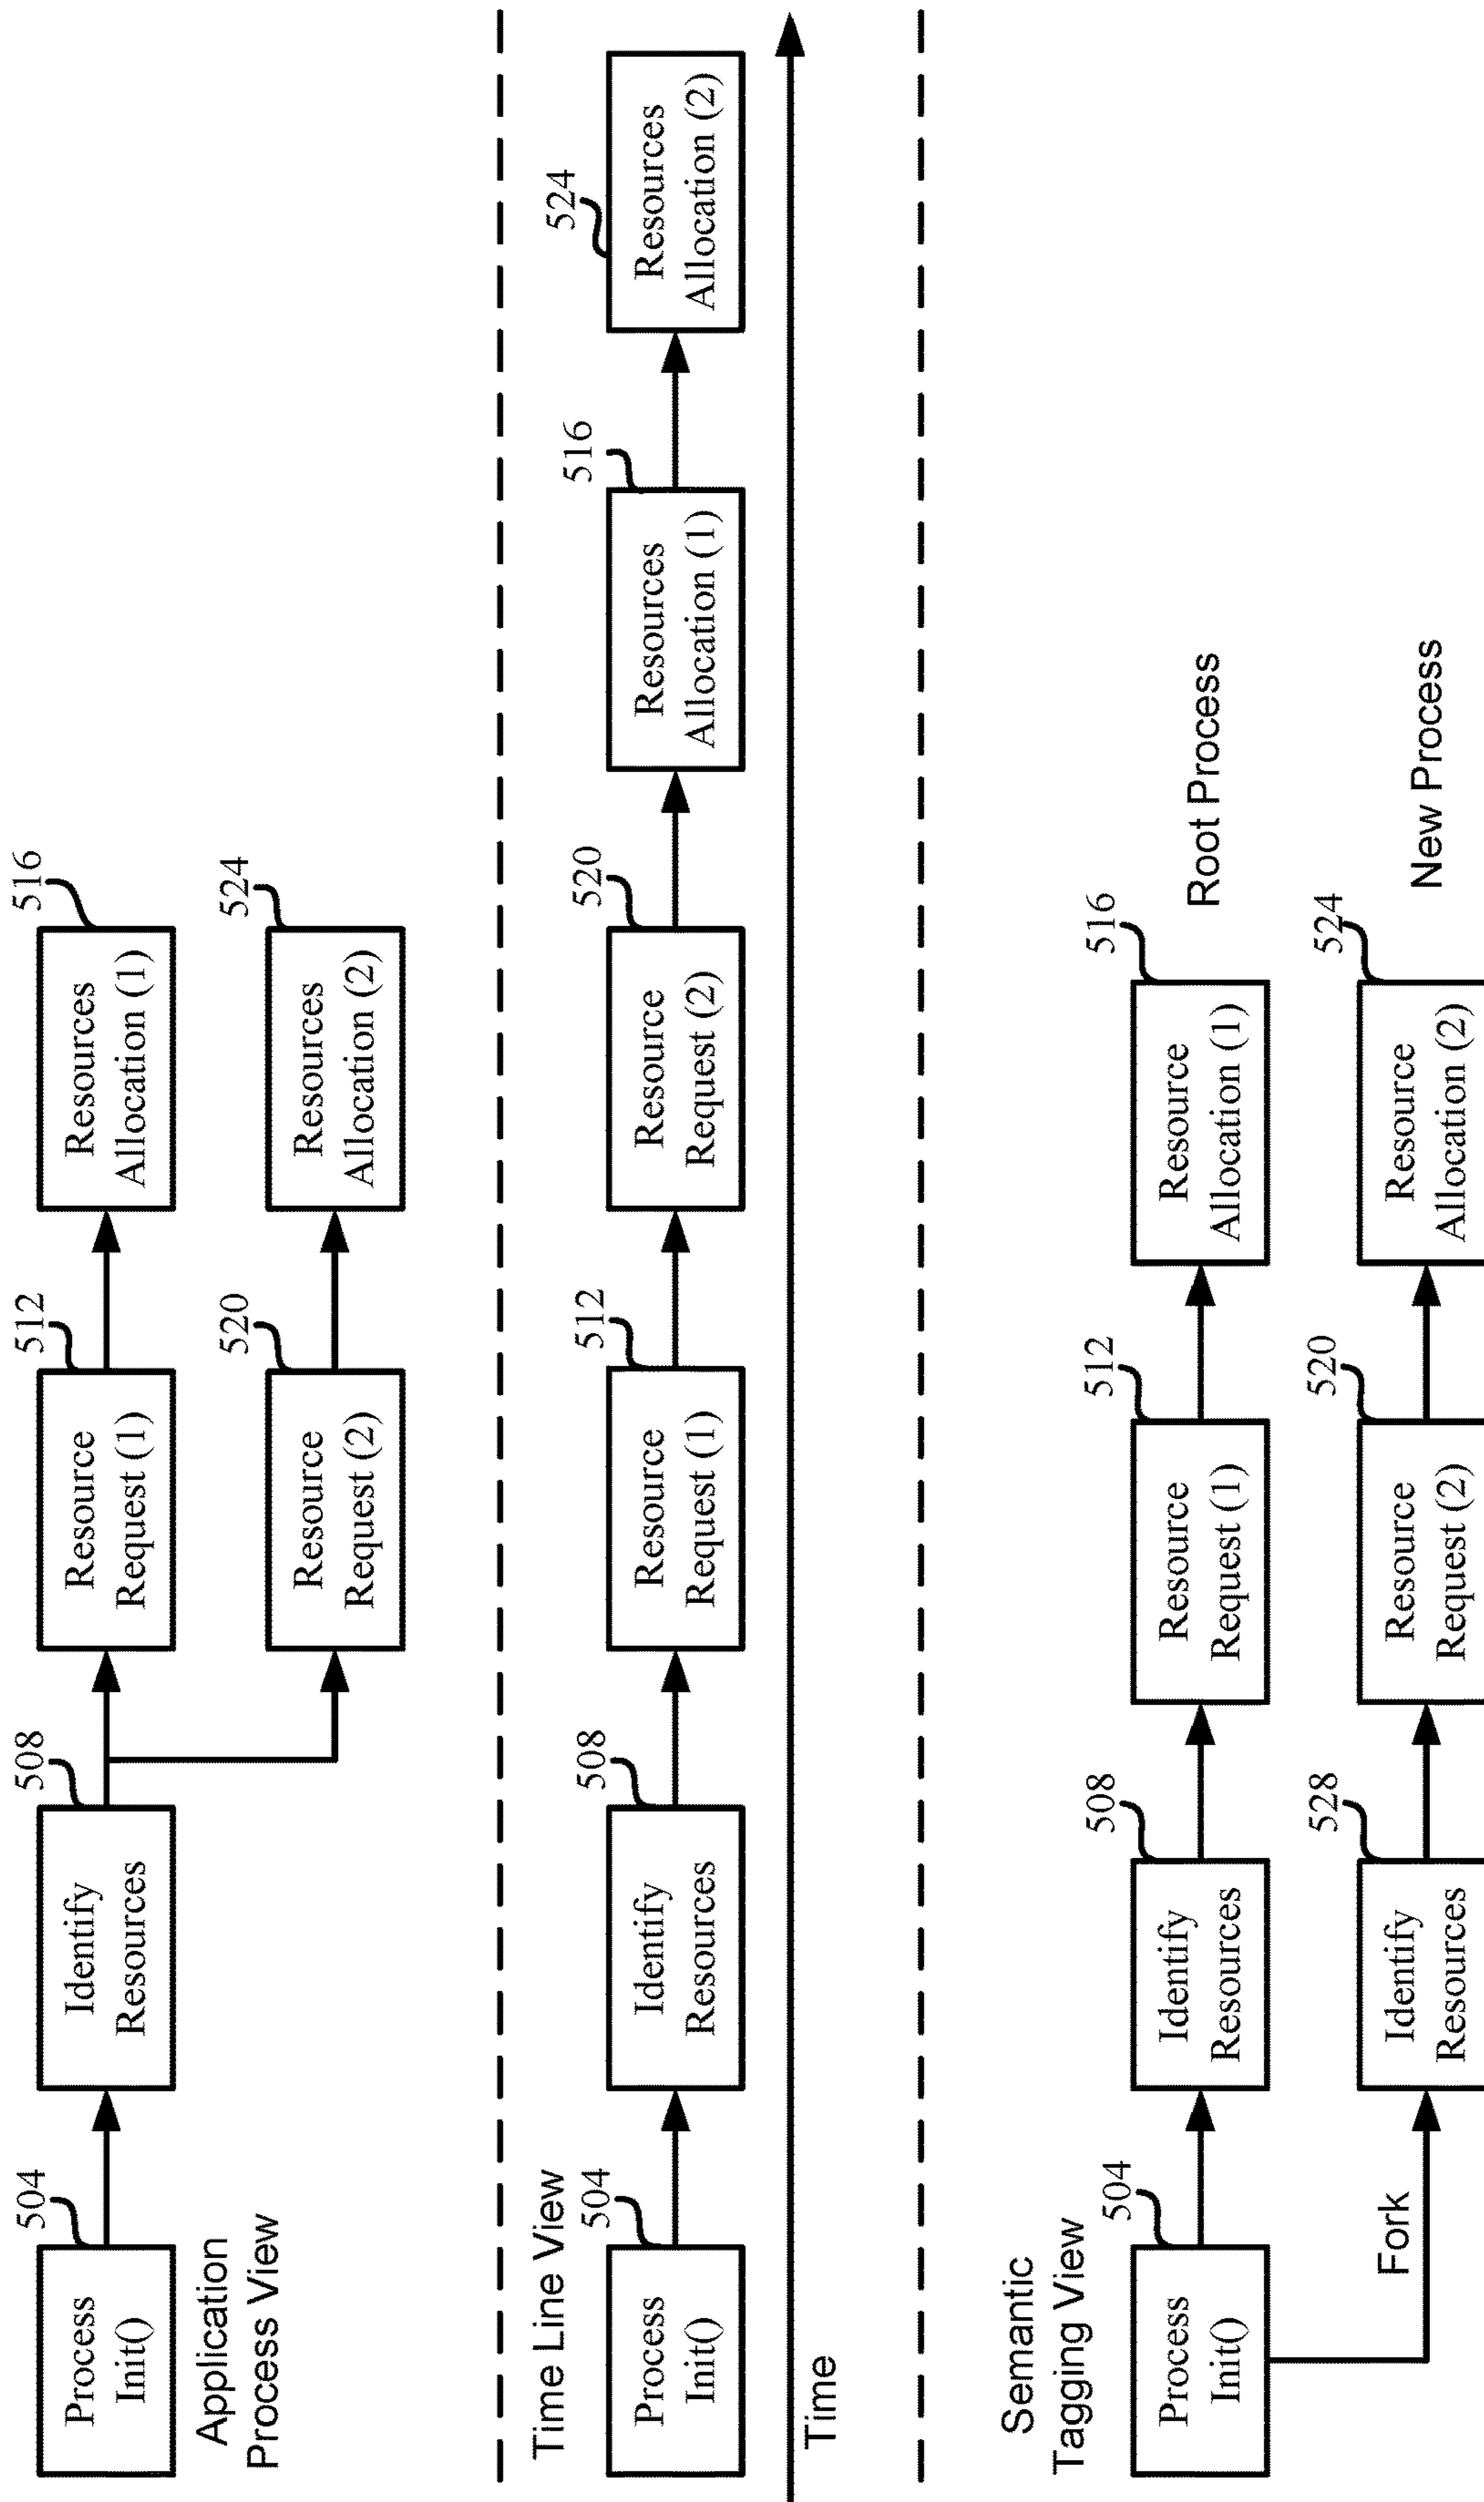 504
508
512
516
Process
Init()
Identify
Resources
Resource
Request (1)
Resources
Allocation (1)
Application
Process View
520
524
Resource
Request (2)
Resources
Allocation (2)
Time Line View
504
508
512
520
516
524
Process
Init()
Identify
Resources
Resource
Request (1)
Resource
Request (2)
Resources
Allocation (1)
Resources
Allocation (2)
Time
Semantic
Tagging View
504
508
512
516
Process
Init()
Identify
Resources
Resource
Request (1)
Resource
Allocation (1)
Root Process
Fork
528
520
524
Identify
Resources
Resource
Request (2)
Resource
Allocation (2)
New Process